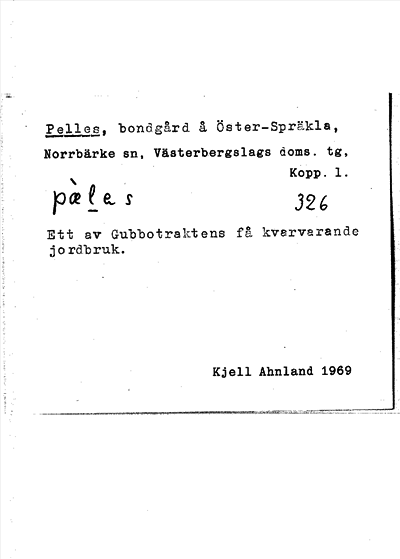 Pelles, bondgård å Öster-Spräkla,
Norrbärke sn, Västerbergslags doms. tg,
Kopp. l.
pæ̀les 326
Ett av Gubbotraktens få kvarvarande
jordbruk.
Kjell Ahnland 1969